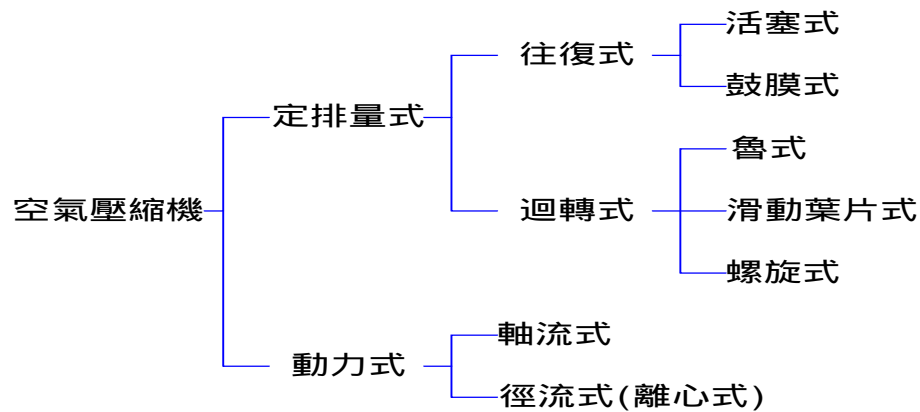 空氣壓縮機
定排量式
往復式
活塞式
鼓膜式
迴轉式
魯式
滑動葉片式
螺旋式
動力式
軸流式
徑流式(離心式)